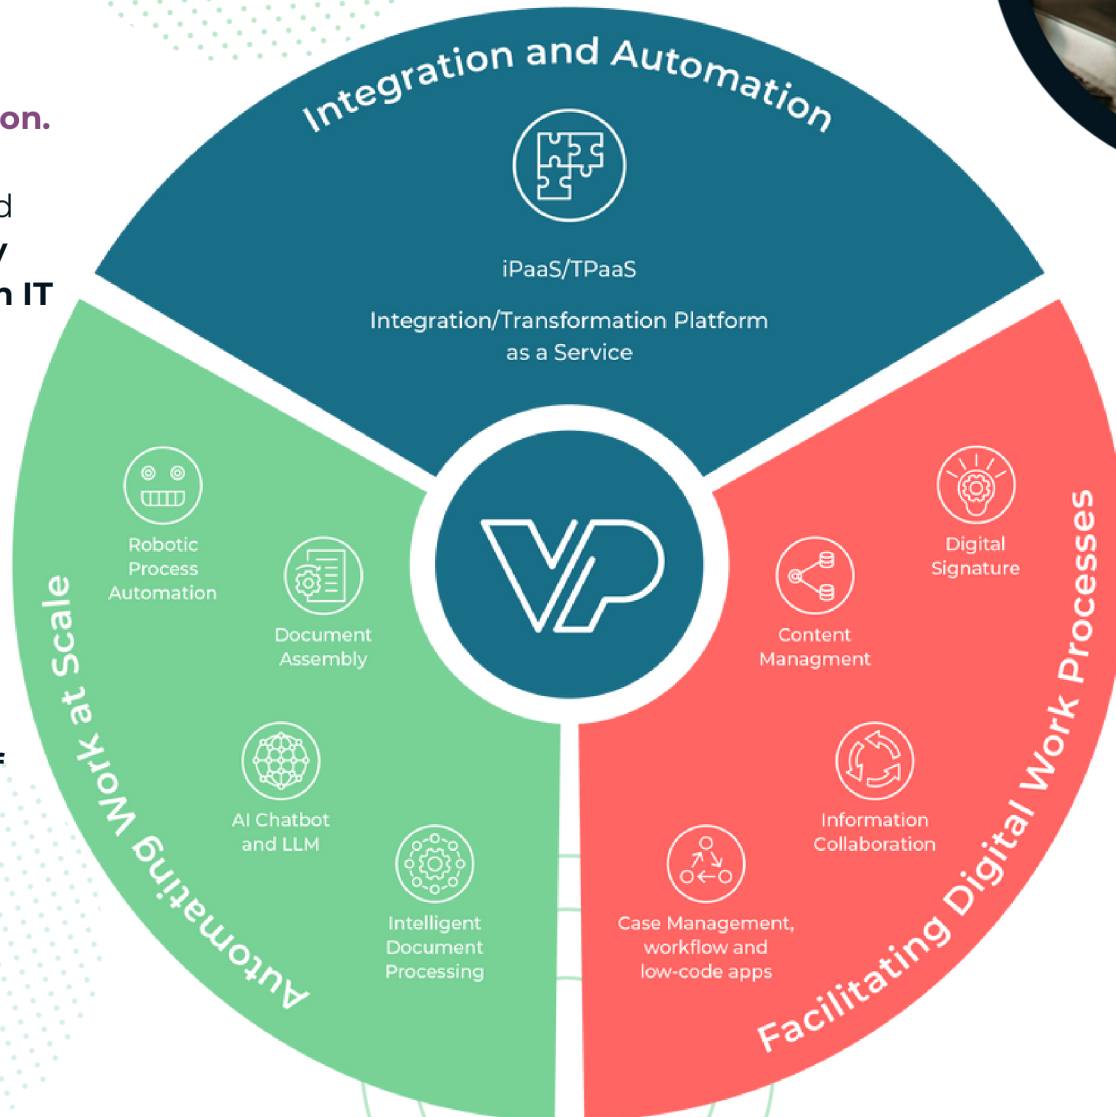 on.
d
y
n IT
f
Integration and Automation
iPaaS/TPaaS
Integration/Transformation Platform
as a Service
VP
Robotic
Process
Automation
Document
Assembly
AI Chatbot
and LLM
Intelligent
Document
Processing
Automating Work at Scale
Digital
Signature
Content
Managment
Information
Collaboration
Case Management,
workflow and
low-code apps
Facilitating Digital Work Processes